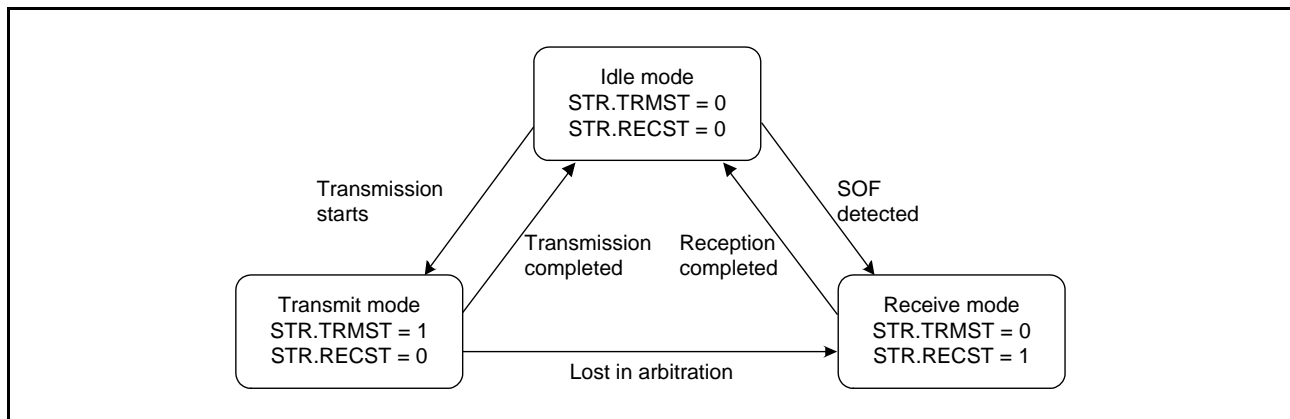 Idle mode
STR.TRMST = 0
STR.RECST = 0
Transmission
starts
SOF
detected
Transmission
completed
Reception
completed
Transmit mode
STR.TRMST = 1
STR.RECST = 0
Receive mode
STR.TRMST = 0
STR.RECST = 1
Lost in arbitration